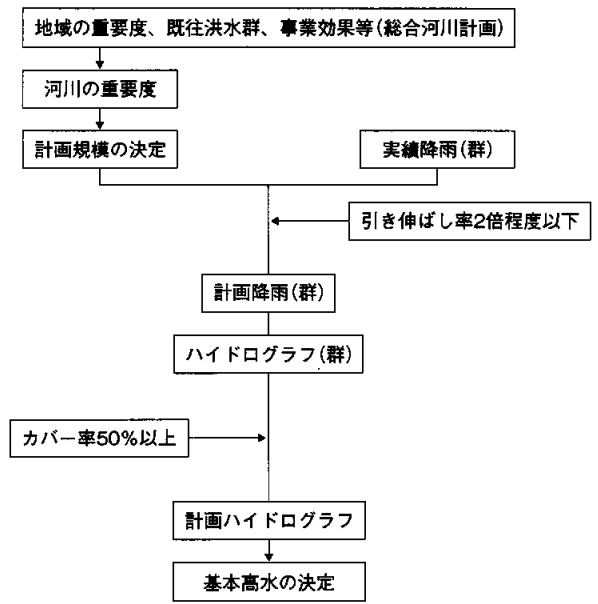 地域の重要度、既往洪水群、事業効果等(総合河川計画)
河川の重要度
計画規模の決定
実績降雨(群)
引き伸ばし率2倍程度以下
計画降雨(群)
ハイドログラフ(群)
カバー率50%以上
計画ハイドログラフ
基本高水の決定